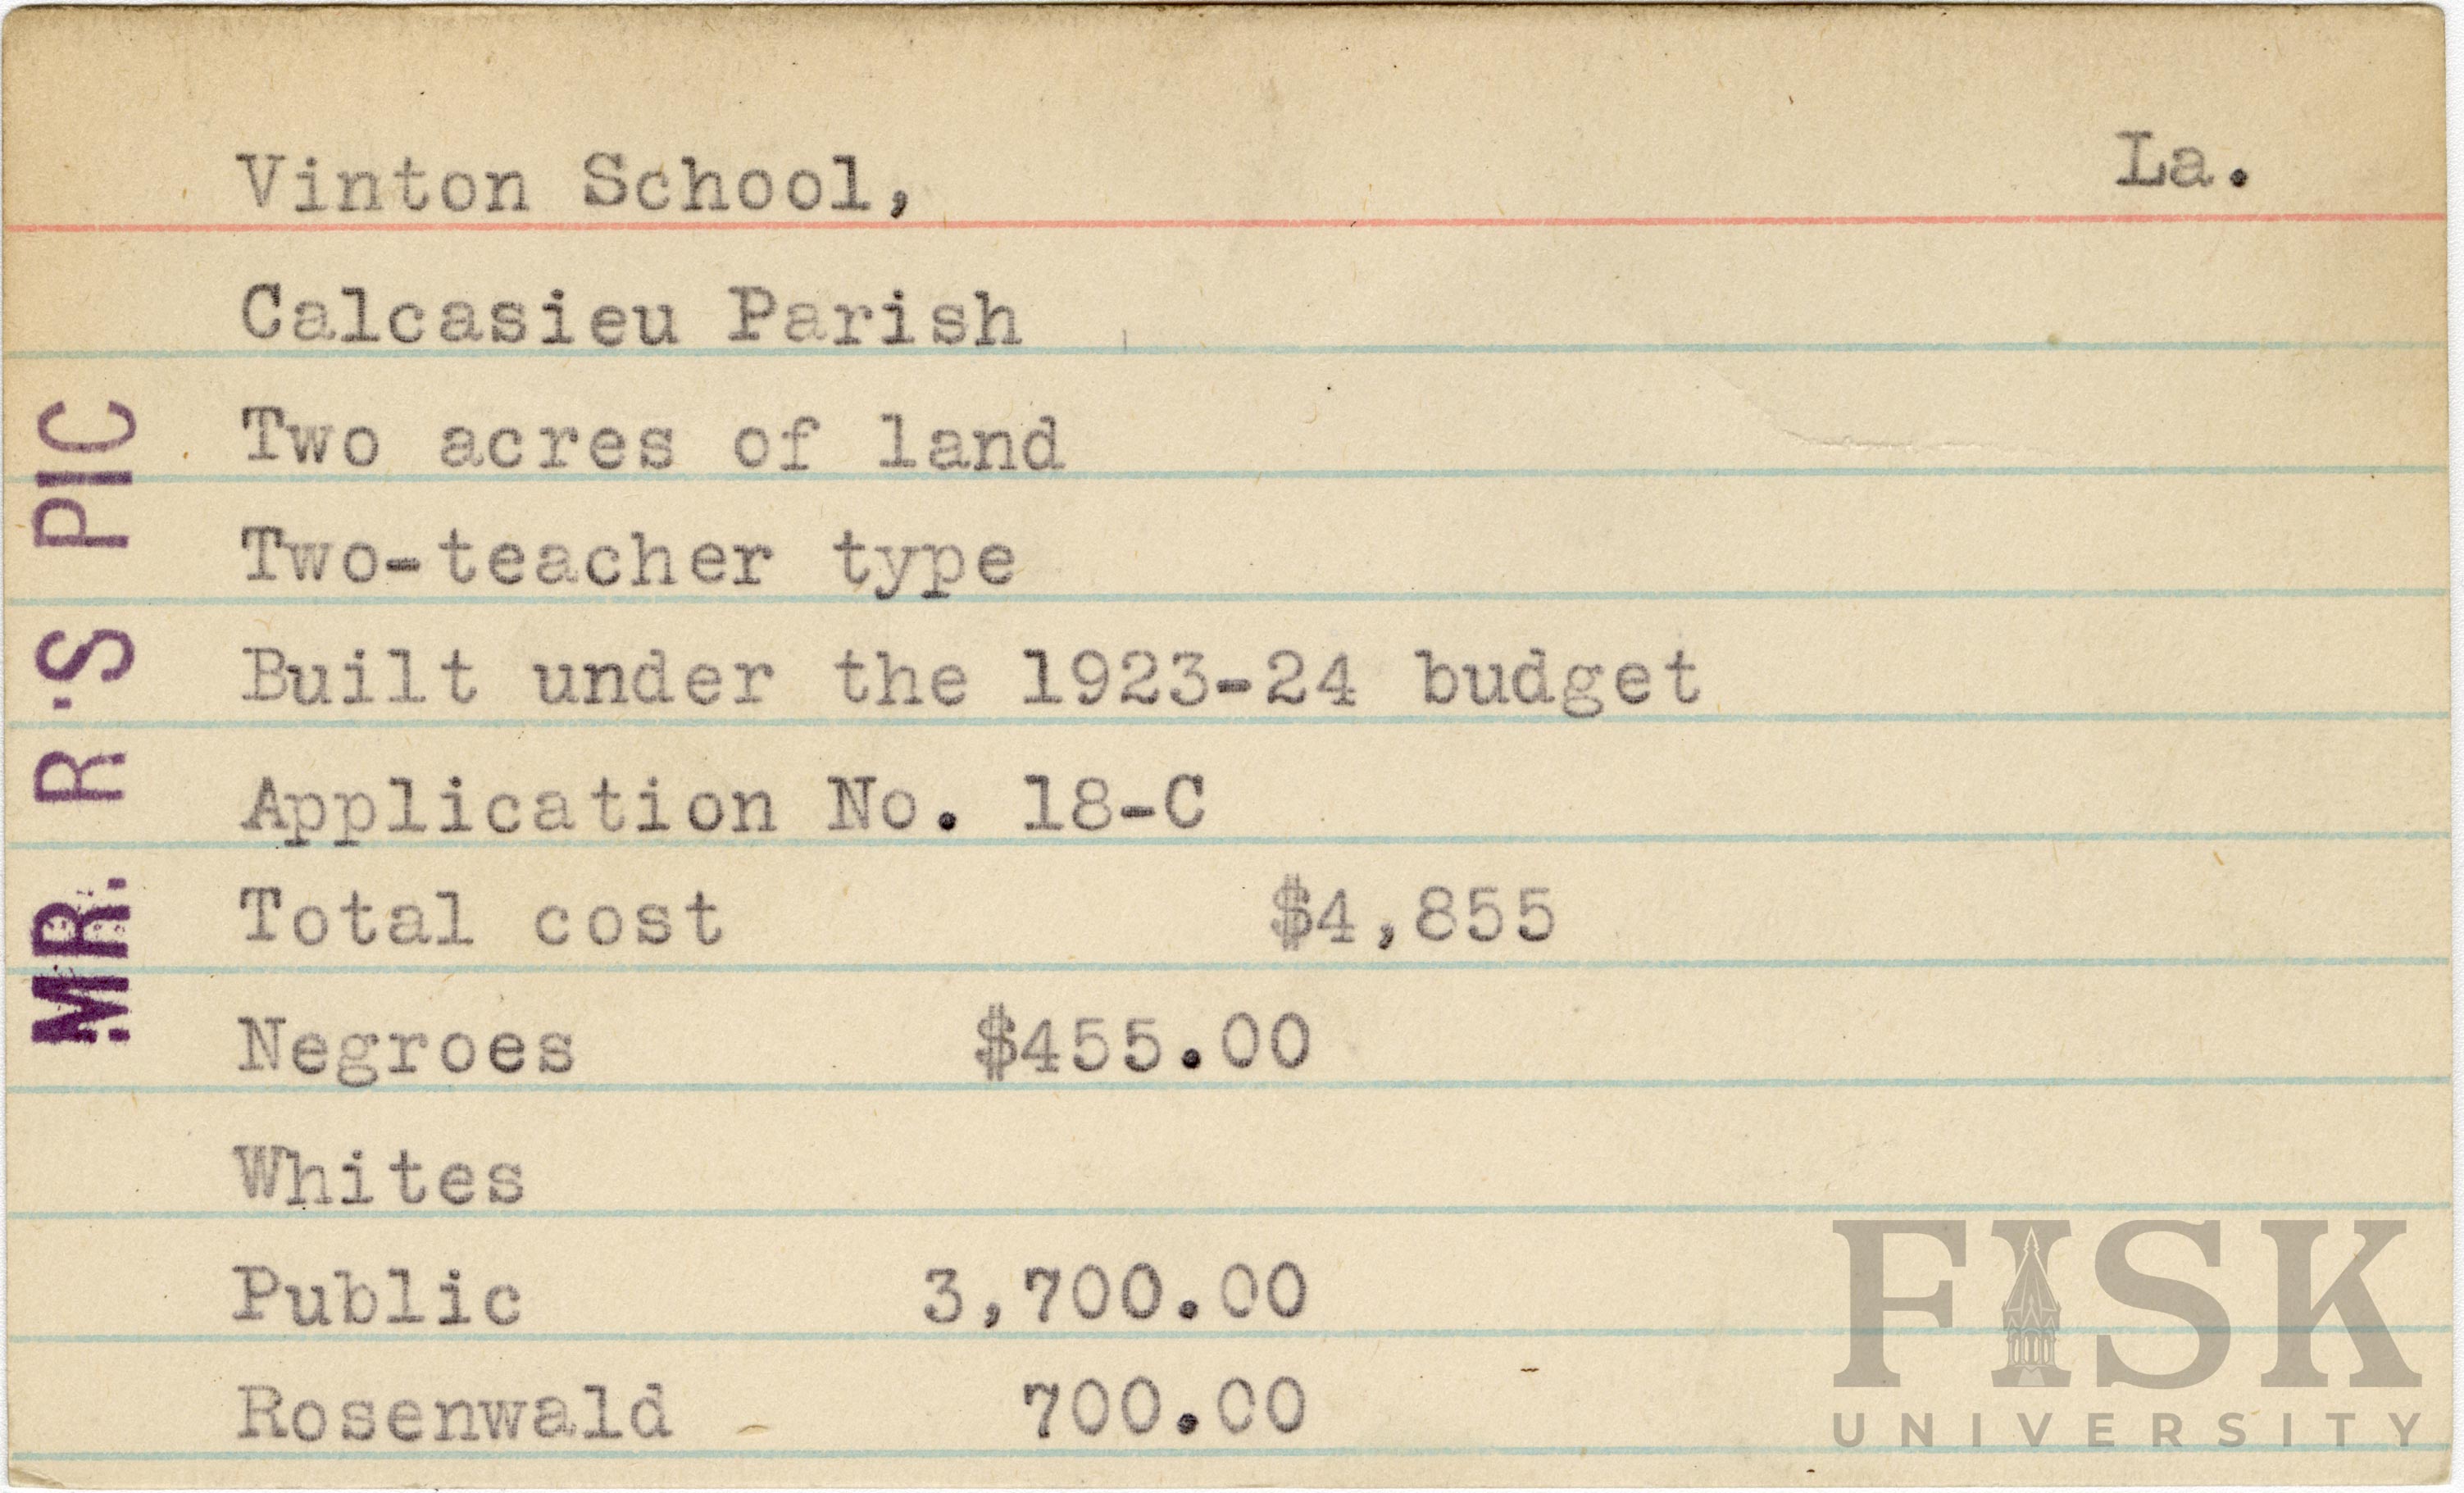 Vinton School, La.
Calcasieu Parish
Two acres of land
Two-teacher type
Built under the 1923-24 budget
Application No. 18-C
Total cost $4,855
Negroes $455.00
Whites
Public 3,700.00
Rosenwald 700.00
MR. R·S PIC
FISK
UNIVERSITY